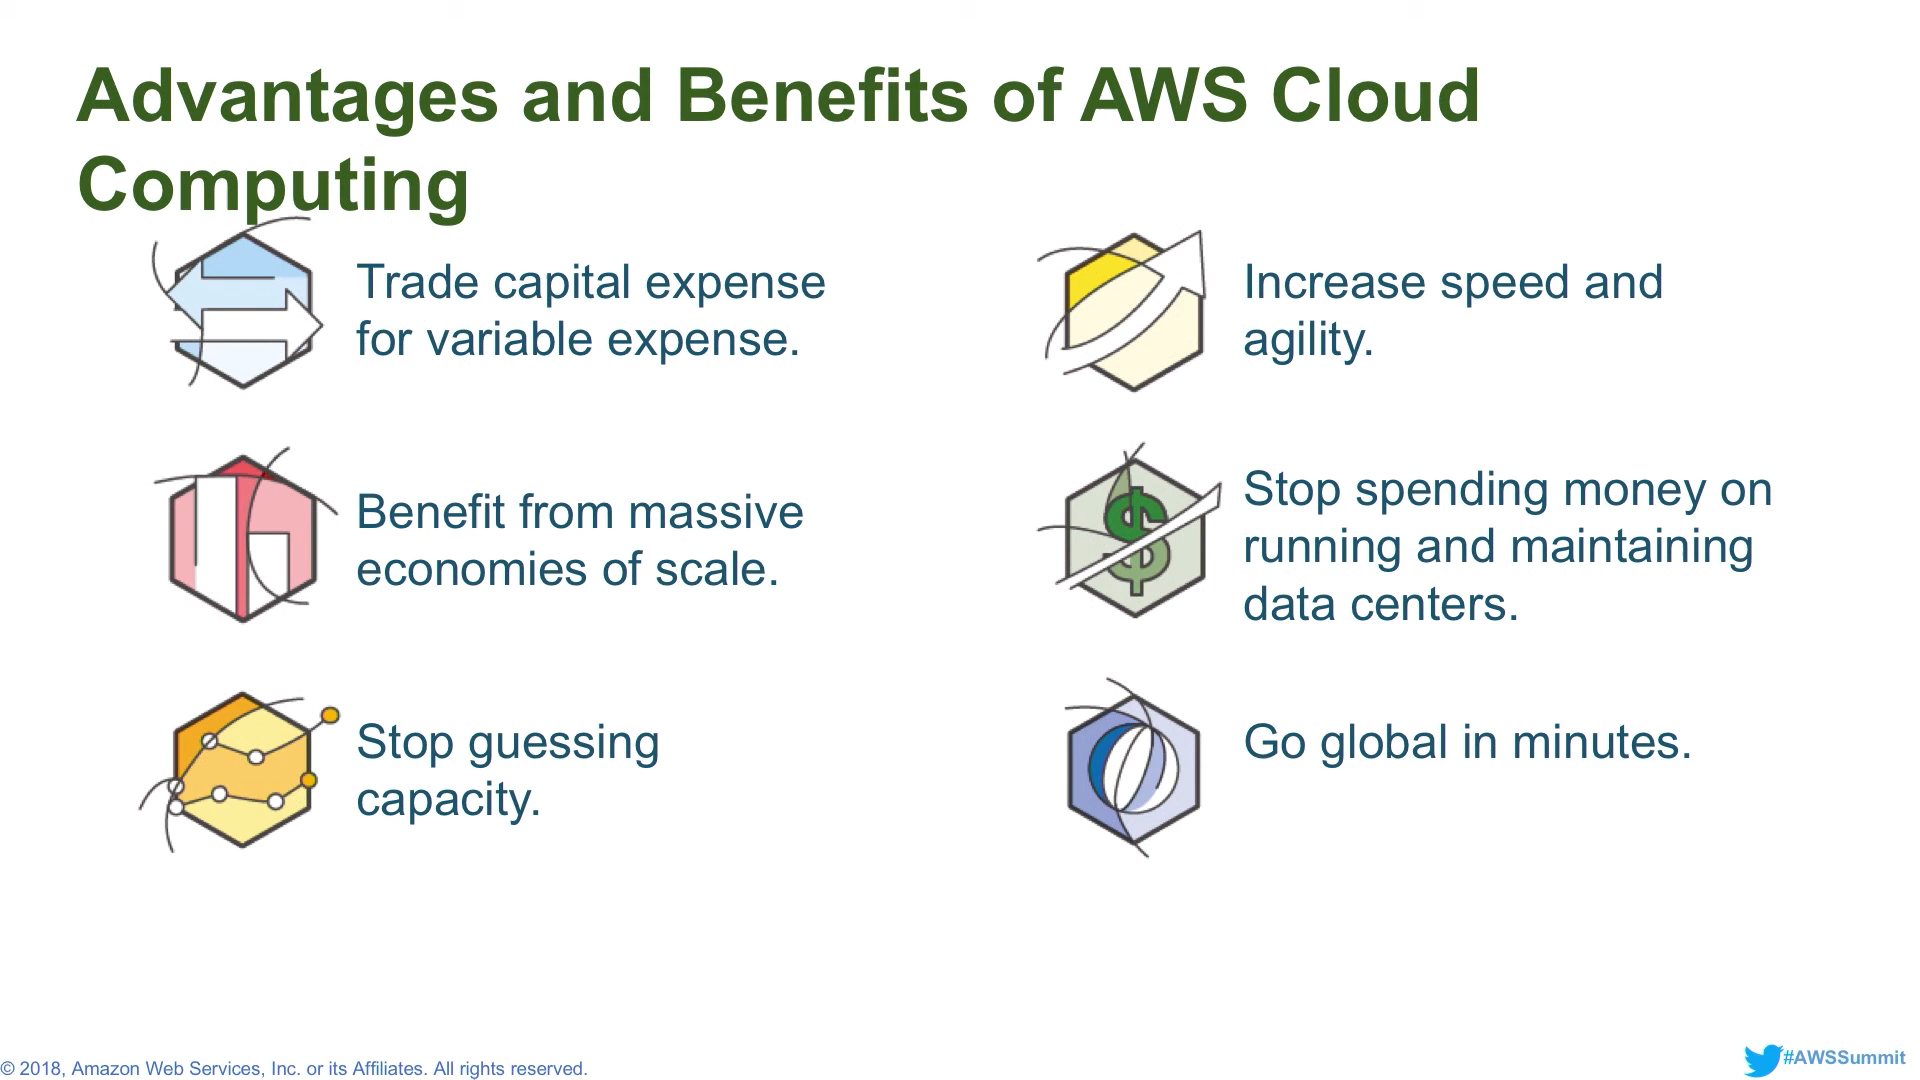 Advantages and Benefits of AWS Cloud
Computing
Trade capital expense
for variable expense.
Increase speed and
agility.
Benefit from massive
economies of scale.
Stop spending money on
running and maintaining
data centers.
Stop guessing
capacity.
Go global in minutes.
© 2018, Amazon Web Services, Inc. or its Affiliates. All rights reserved.
#AWSSummit